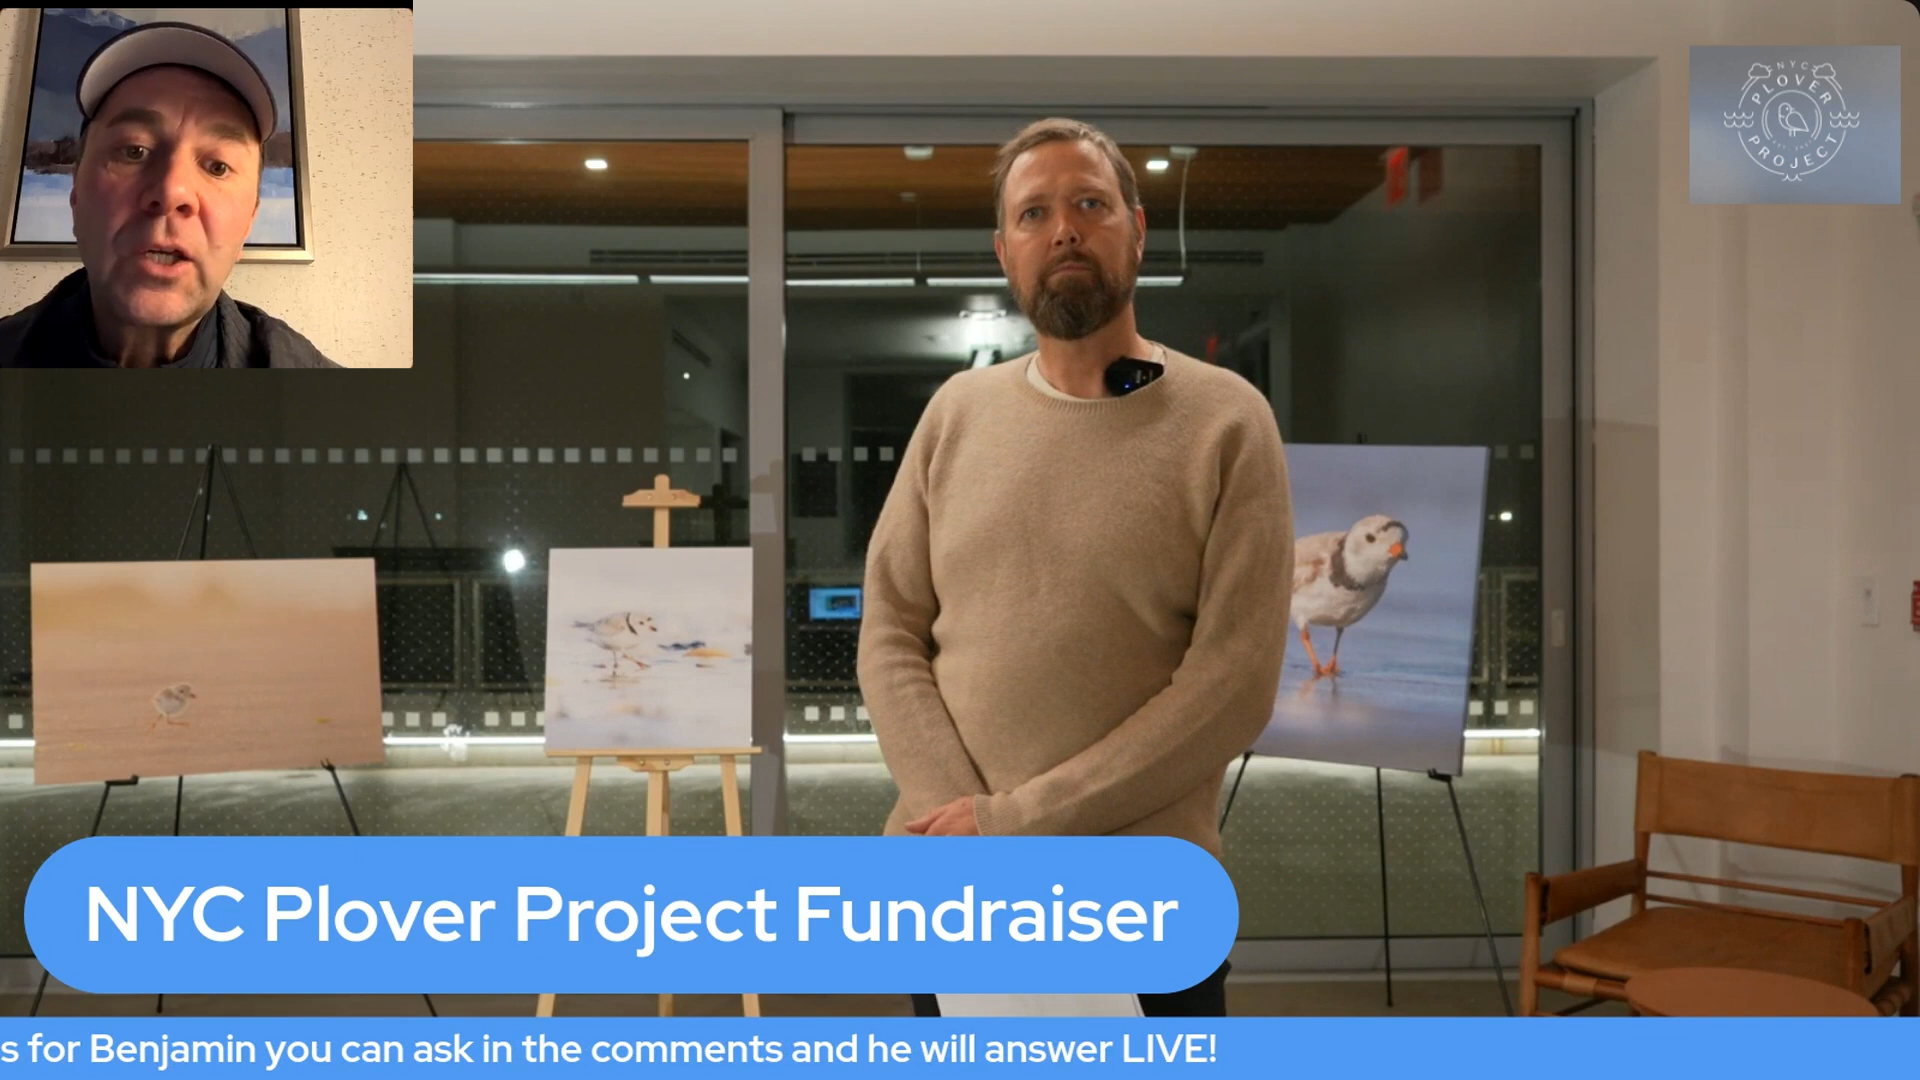 NYC
PLOVER
PROJECT
NYC Plover Project Fundraiser
s for Benjamin you can ask in the comments and he will answer LIVE!